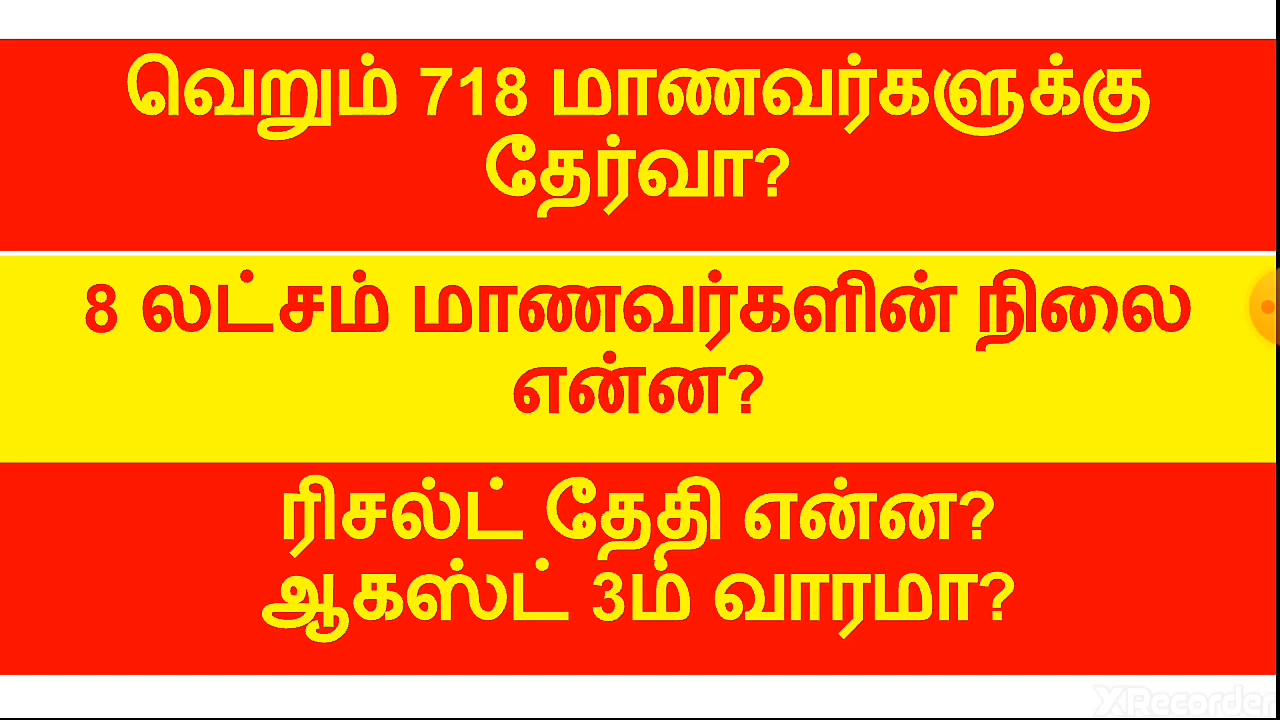 வெறும் 718 மாணவர்களுக்கு
தேர்வா?
8 லட்சம் மாணவர்களின் நிலை
என்ன?
ரிசல்ட் தேதி என்ன?
ஆகஸ்ட் 3ம் வாரமா?
XRecorder